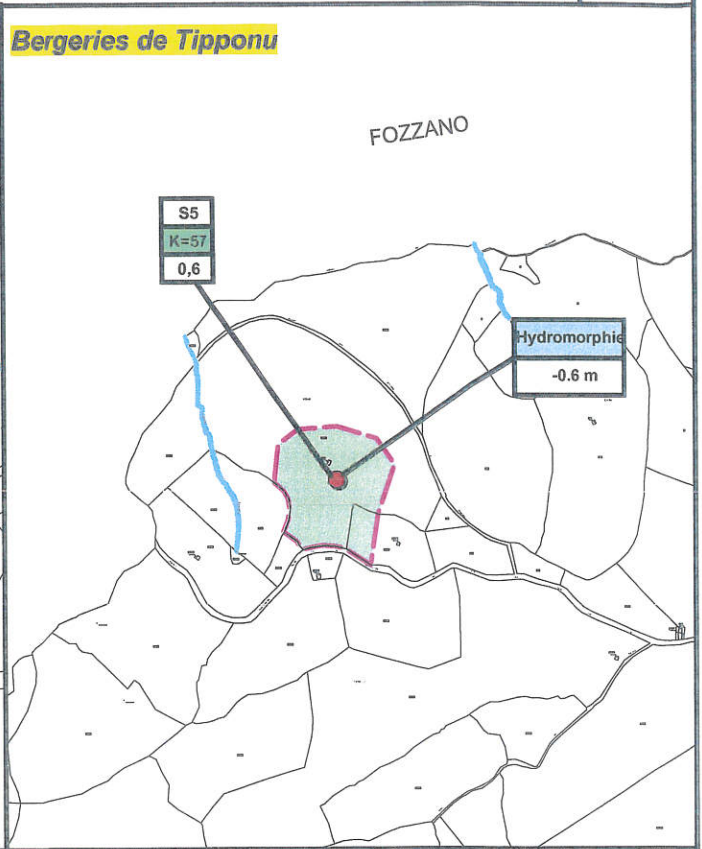 Bergeries de Tipponu
FOZZANO
S5
K=57
0,6
Hydromorphie
-0.6 m